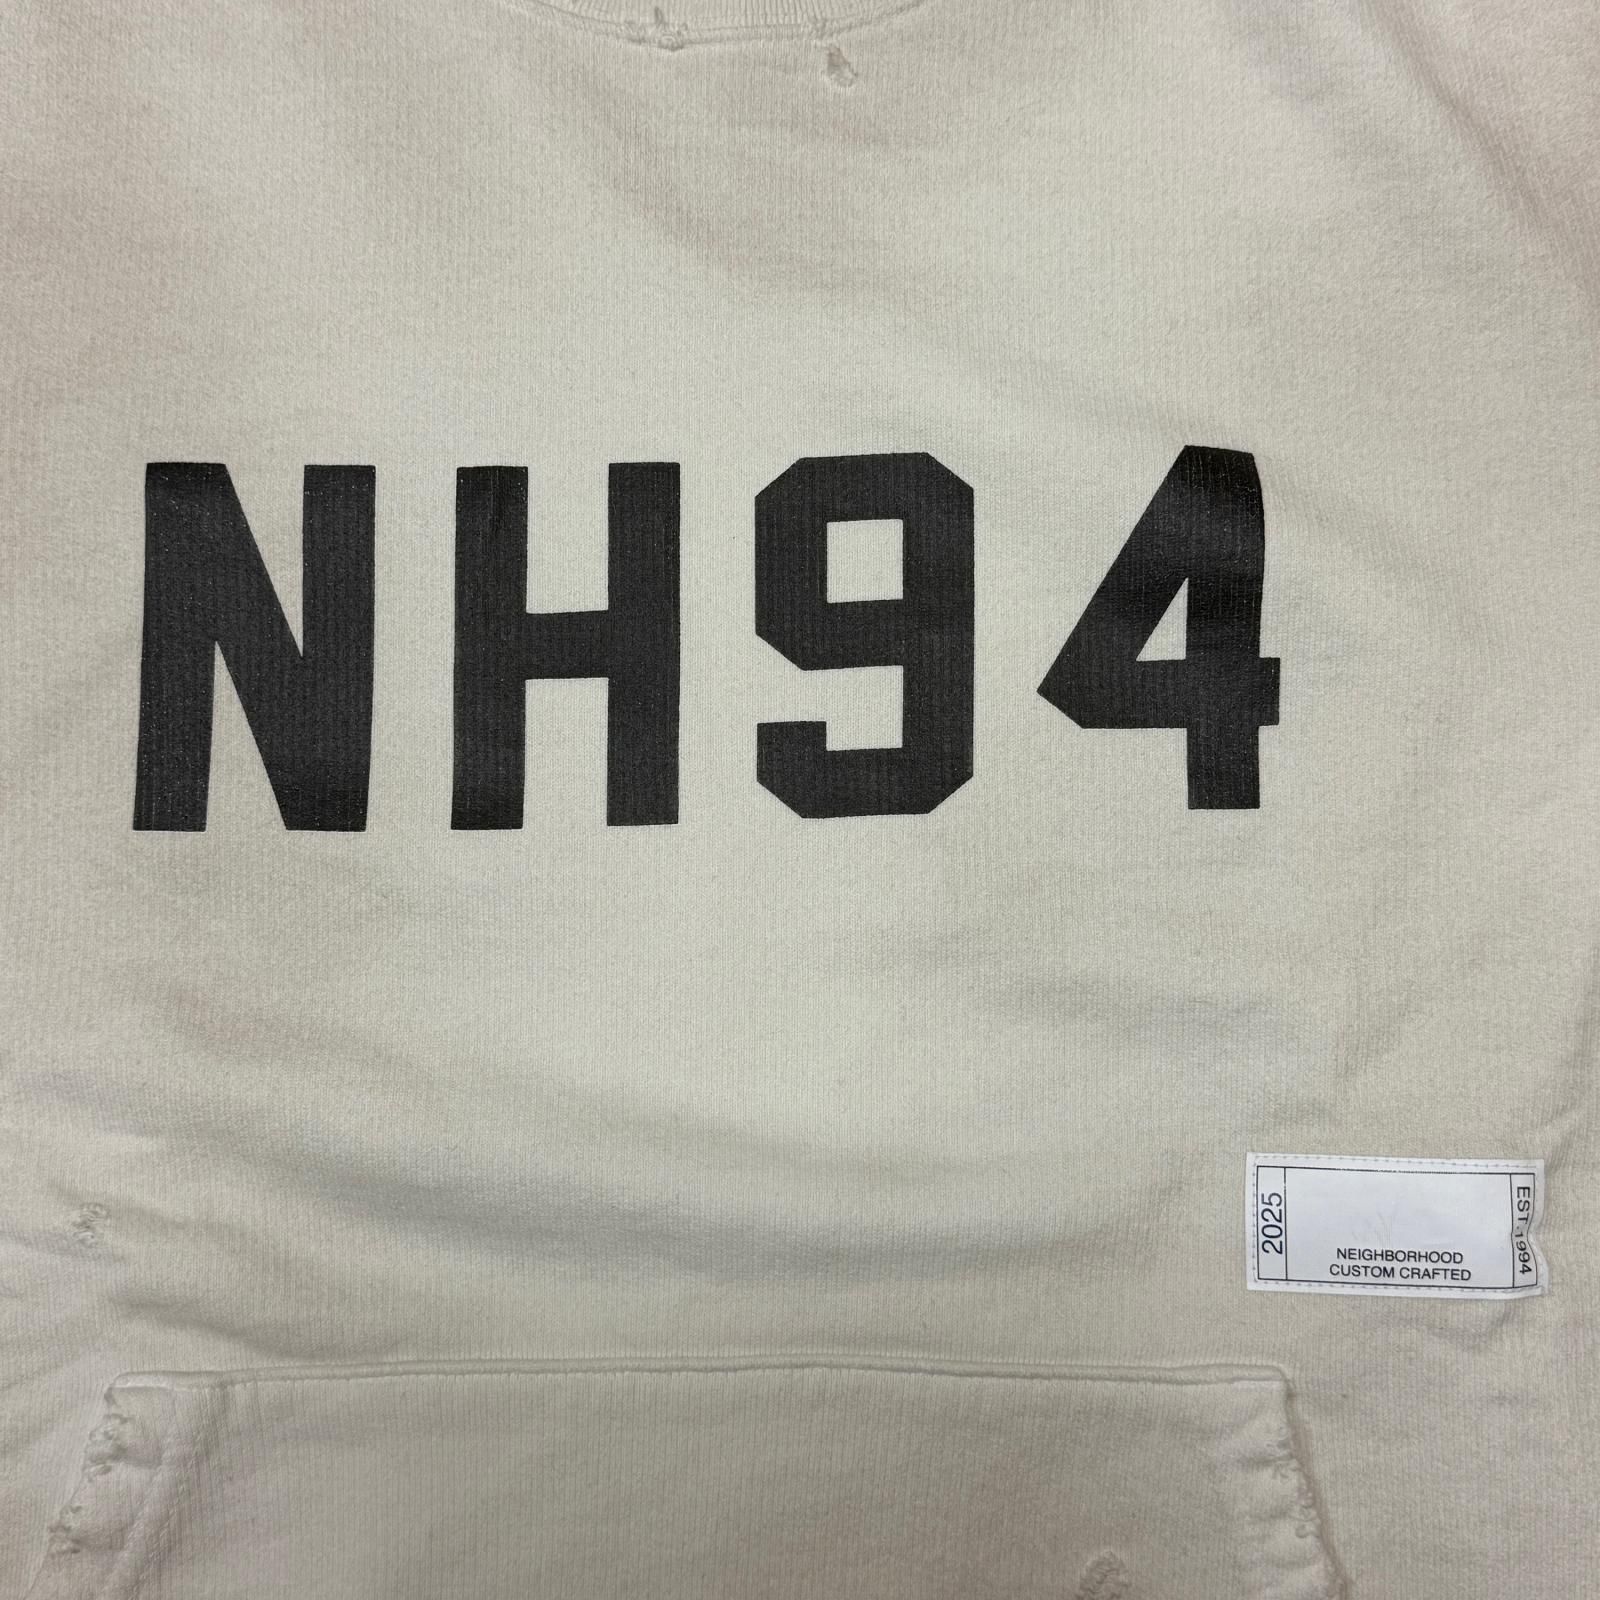 NH94
2025
NEIGHBORHOOD
CUSTOM CRAFTED
EST.1994